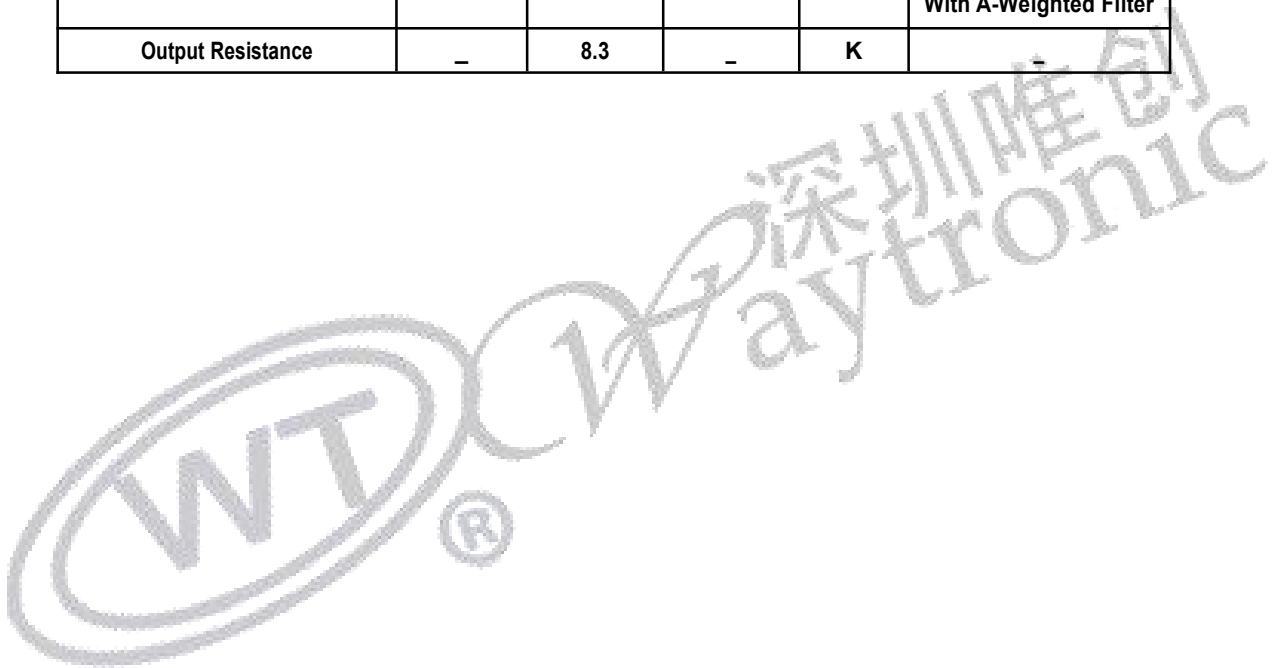 With A-Weighted Filter
Output Resistance _ 8.3 _ K _
深圳唯创
Waytronic
WT
®